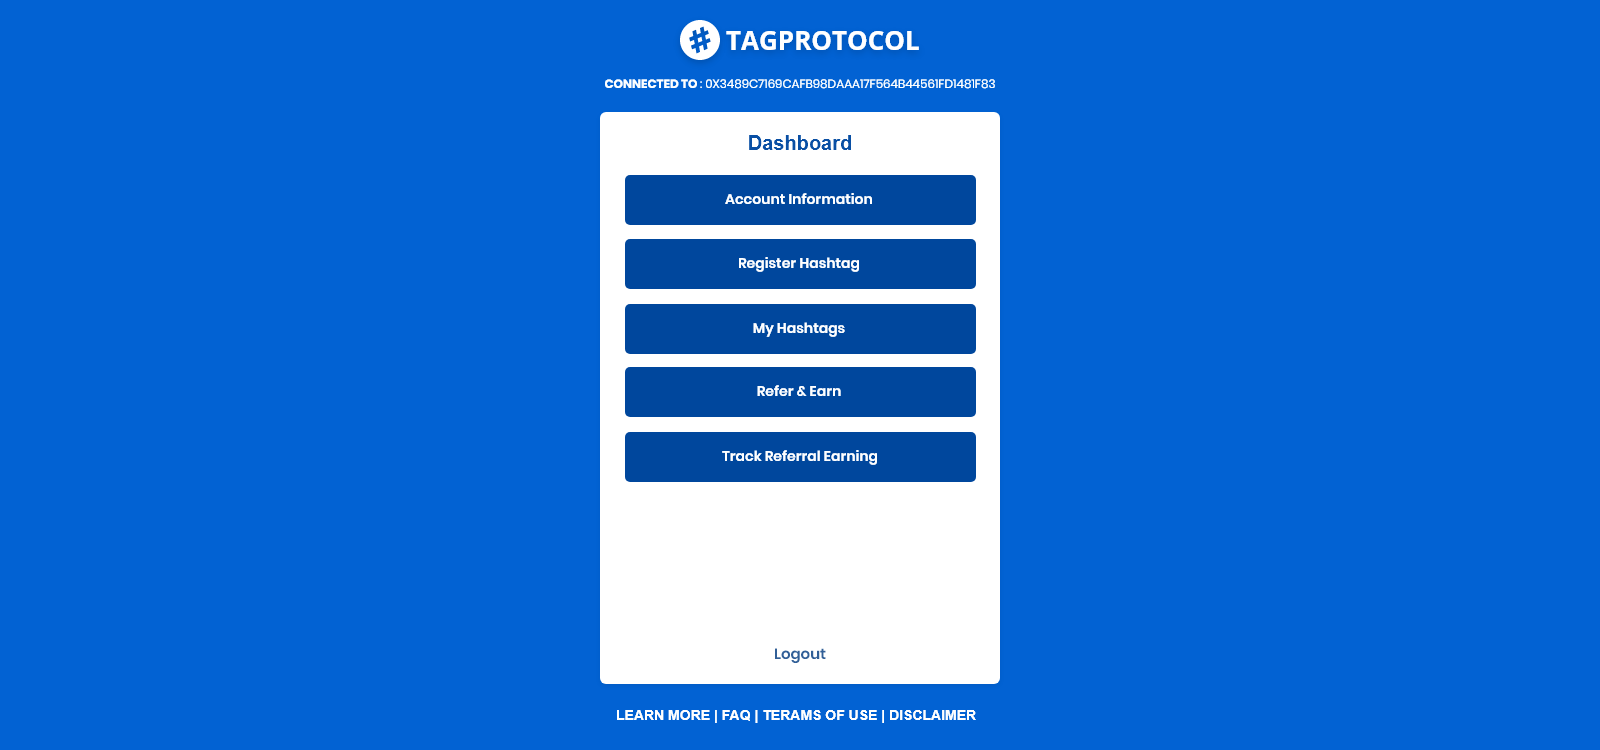 # TAGPROTOCOL
CONNECTED TO : 0X3489C7169CAFB98DAAA17F564B44561FD1481F83
Dashboard
Account Information
Register Hashtag
My Hashtags
Refer & Earn
Track Referral Earning
Logout
LEARN MORE | FAQ | TERAMS OF USE | DISCLAIMER